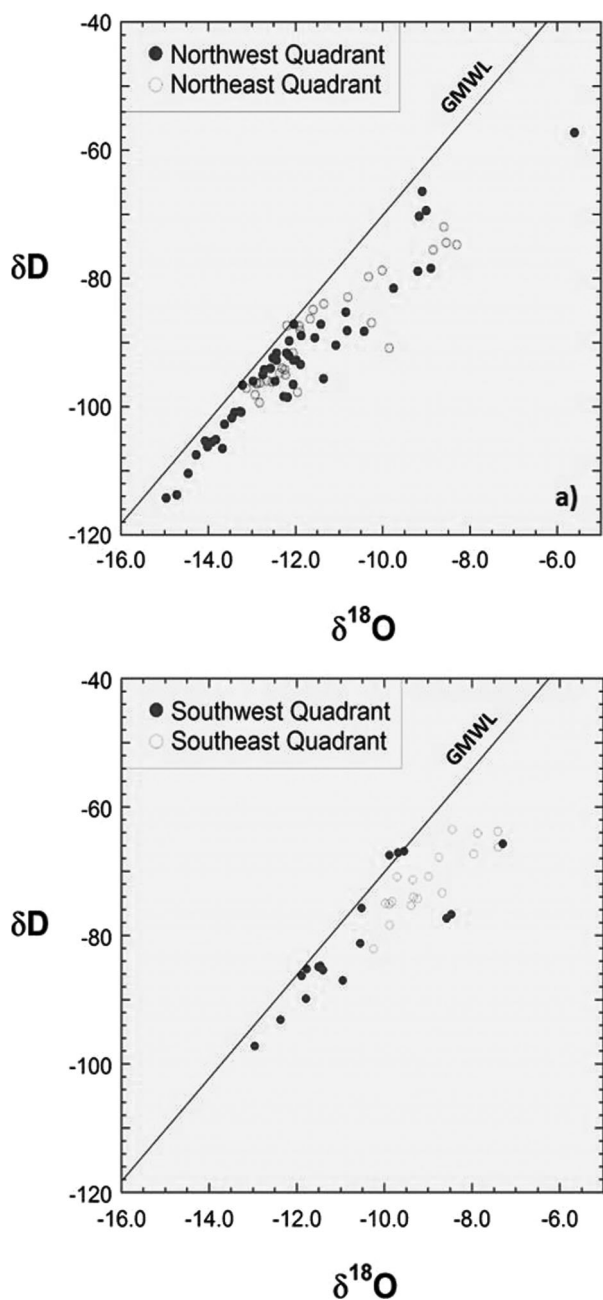 -40
● Northwest Quadrant
○ Northeast Quadrant
GMWL
-60
δD
-80
-100
a)
-120
-16.0 -14.0 -12.0 -10.0 -8.0 -6.0
δ¹⁸O
-40
● Southwest Quadrant
○ Southeast Quadrant
GMWL
-60
δD
-80
-100
-120
-16.0 -14.0 -12.0 -10.0 -8.0 -6.0
δ¹⁸O